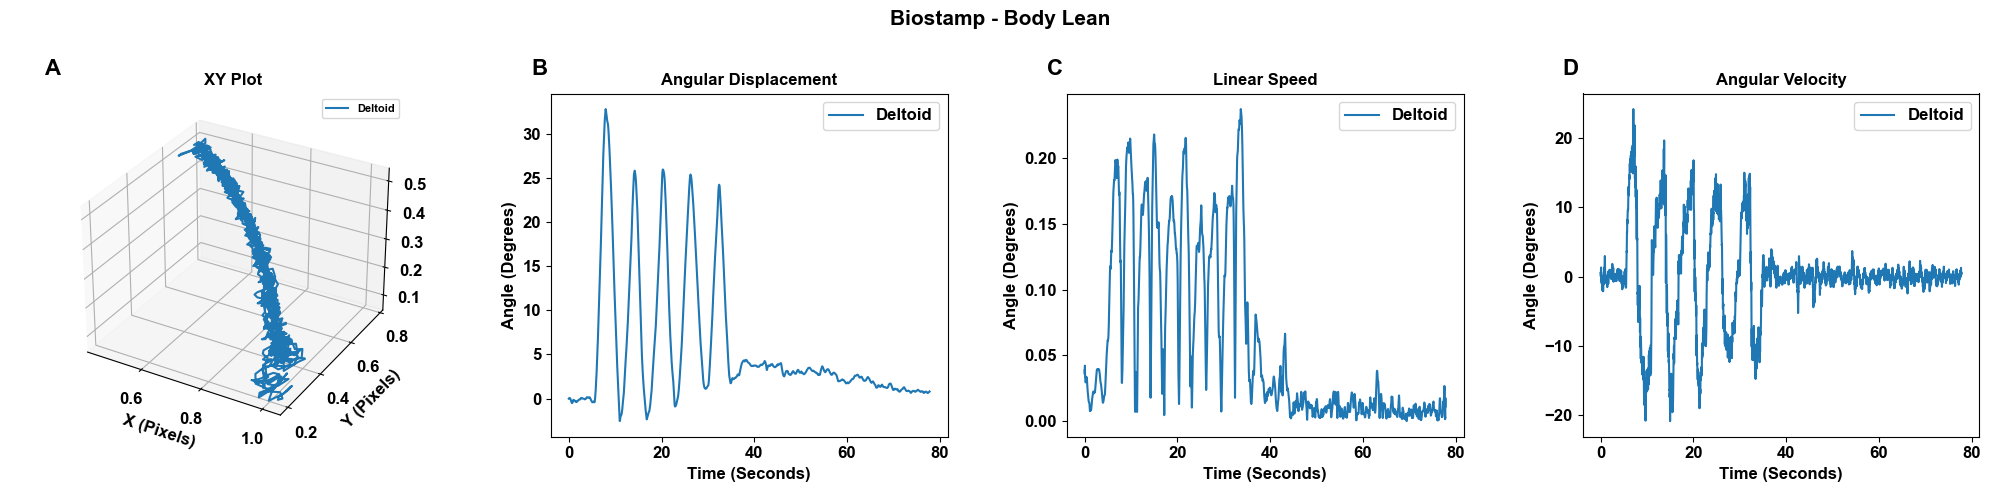 Biostamp - Body Lean
A
XY Plot
Deltoid
0.5
0.4
0.3
0.2
0.1
0.8
0.6
0.4
0.2
0.6
0.8
1.0
X (Pixels)
Y (Pixels)
B
Angular Displacement
Deltoid
Angle (Degrees)
30
25
20
15
10
5
0
0 20 40 60 80
Time (Seconds)
C
Linear Speed
Deltoid
Angle (Degrees)
0.20
0.15
0.10
0.05
0.00
0 20 40 60 80
Time (Seconds)
D
Angular Velocity
Deltoid
Angle (Degrees)
20
10
0
−10
−20
0 20 40 60 80
Time (Seconds)